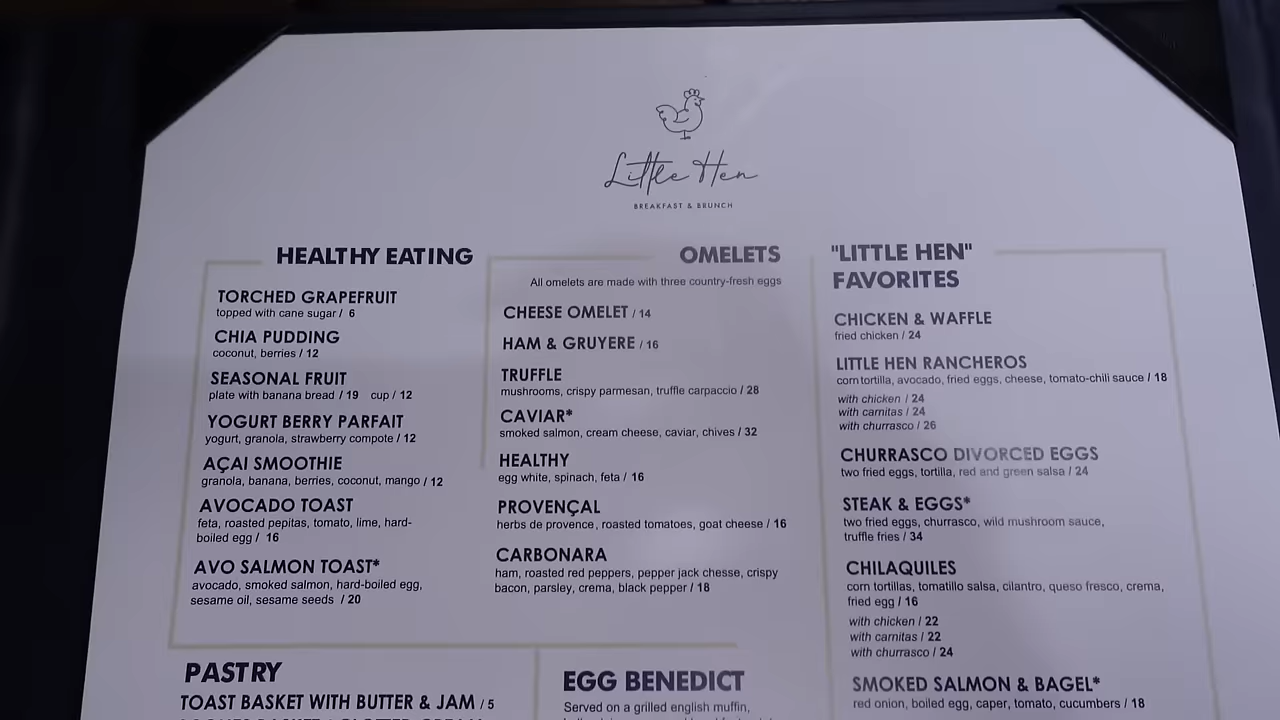 Little Hen
BREAKFAST & BRUNCH
HEALTHY EATING
TORCHED GRAPEFRUIT
topped with cane sugar / 6
CHIA PUDDING
coconut, berries / 12
SEASONAL FRUIT
plate with banana bread / 19 cup / 12
YOGURT BERRY PARFAIT
yogurt, granola, strawberry compote / 12
AÇAI SMOOTHIE
granola, banana, berries, coconut, mango / 12
AVOCADO TOAST
feta, roasted pepitas, tomato, lime, hard-
boiled egg / 16
AVO SALMON TOAST*
avocado, smoked salmon, hard-boiled egg,
sesame oil, sesame seeds / 20
OMELETS
All omelets are made with three country-fresh eggs
CHEESE OMELET / 14
HAM & GRUYERE / 16
TRUFFLE
mushrooms, crispy parmesan, truffle carpaccio / 28
CAVIAR*
smoked salmon, cream cheese, caviar, chives / 32
HEALTHY
egg white, spinach, feta / 16
PROVENÇAL
herbs de provence, roasted tomatoes, goat cheese / 16
CARBONARA
ham, roasted red peppers, pepper jack chesse, crispy
bacon, parsley, crema, black pepper / 18
"LITTLE HEN"
FAVORITES
CHICKEN & WAFFLE
fried chicken / 24
LITTLE HEN RANCHEROS
corn tortilla, avocado, fried eggs, cheese, tomato-chili sauce / 18
with chicken / 24
with carnitas / 24
with churrasco / 26
CHURRASCO DIVORCED EGGS
two fried eggs, tortilla, red and green salsa / 24
STEAK & EGGS*
two fried eggs, churrasco, wild mushroom sauce,
truffle fries / 34
CHILAQUILES
corn tortillas, tomatillo salsa, cilantro, queso fresco, crema,
fried egg / 16
with chicken / 22
with carnitas / 22
with churrasco / 24
SMOKED SALMON & BAGEL*
red onion, boiled egg, caper, tomato, cucumbers / 18
PASTRY
TOAST BASKET WITH BUTTER & JAM / 5
EGG BENEDICT
Served on a grilled english muffin,